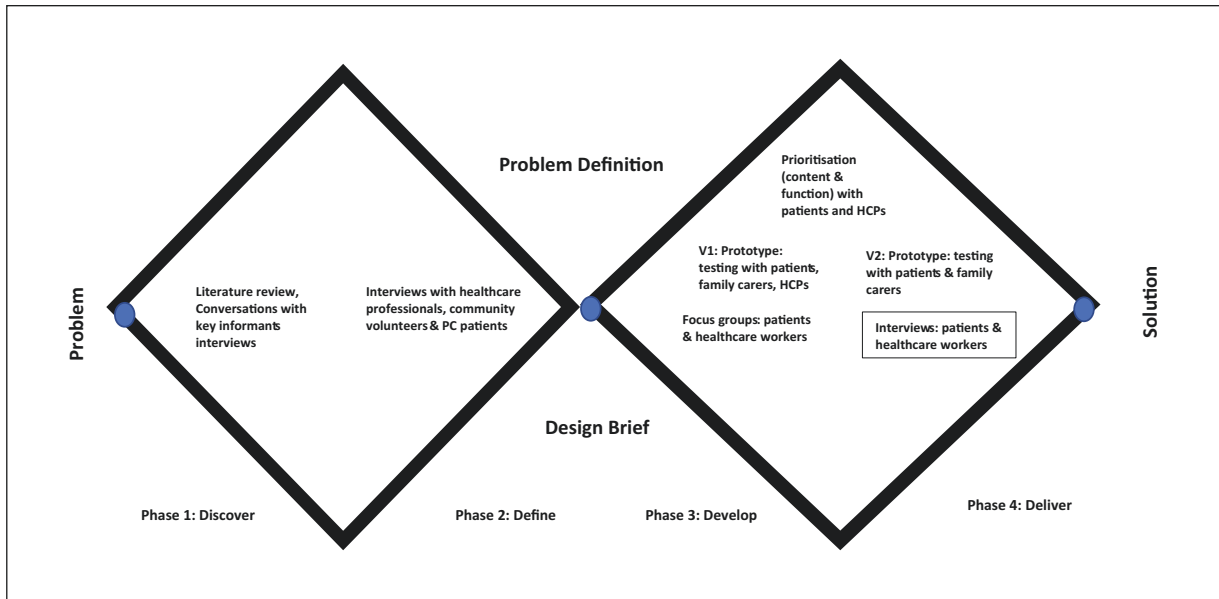 Problem
Literature review,
Conversations with
key informants
interviews
Interviews with healthcare
professionals, community
volunteers & PC patients
Problem Definition
Design Brief
Prioritisation
(content &
function) with
patients and HCPs
V1: Prototype:
testing with patients,
family carers, HCPs
Focus groups: patients
& healthcare workers
V2: Prototype: testing
with patients & family
carers
Interviews: patients &
healthcare workers
Solution
Phase 1: Discover
Phase 2: Define
Phase 3: Develop
Phase 4: Deliver